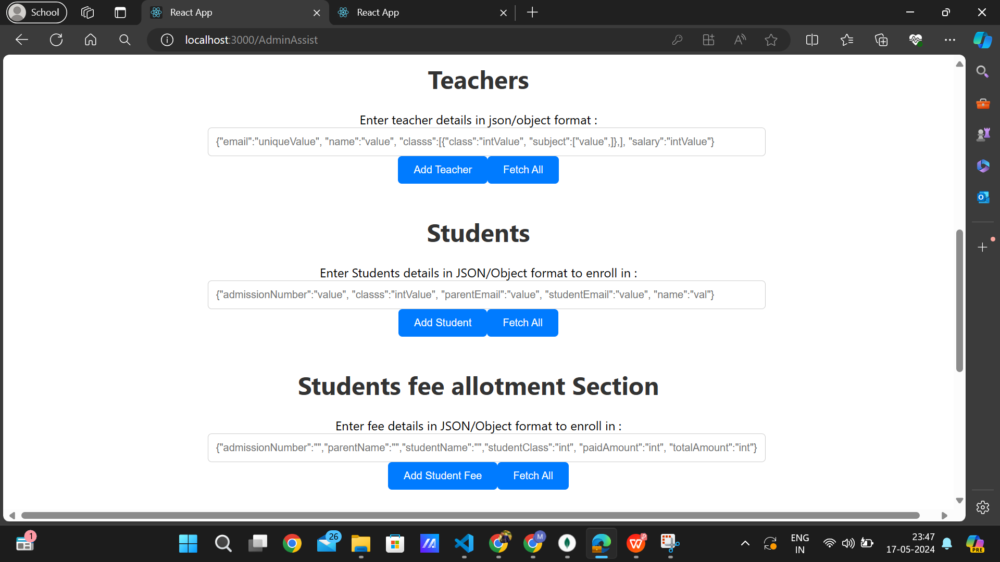 School
React App
React App
localhost:3000/AdminAssist
Teachers
Enter teacher details in json/object format :
{"email":"uniqueValue", "name":"value", "classs":[{"class":"intValue", "subject":["value",]},], "salary":"intValue"}
Add Teacher
Fetch All
Students
Enter Students details in JSON/Object format to enroll in :
{"admissionNumber":"value", "classs":"intValue", "parentEmail":"value", "studentEmail":"value", "name":"val"}
Add Student
Fetch All
Students fee allotment Section
Enter fee details in JSON/Object format to enroll in :
{"admissionNumber":"","parentName":"","studentName":"","studentClass":"int", "paidAmount":"int", "totalAmount":"int"}
Add Student Fee
Fetch All
1
26
M
ENG
IN
23:47
17-05-2024
PRE